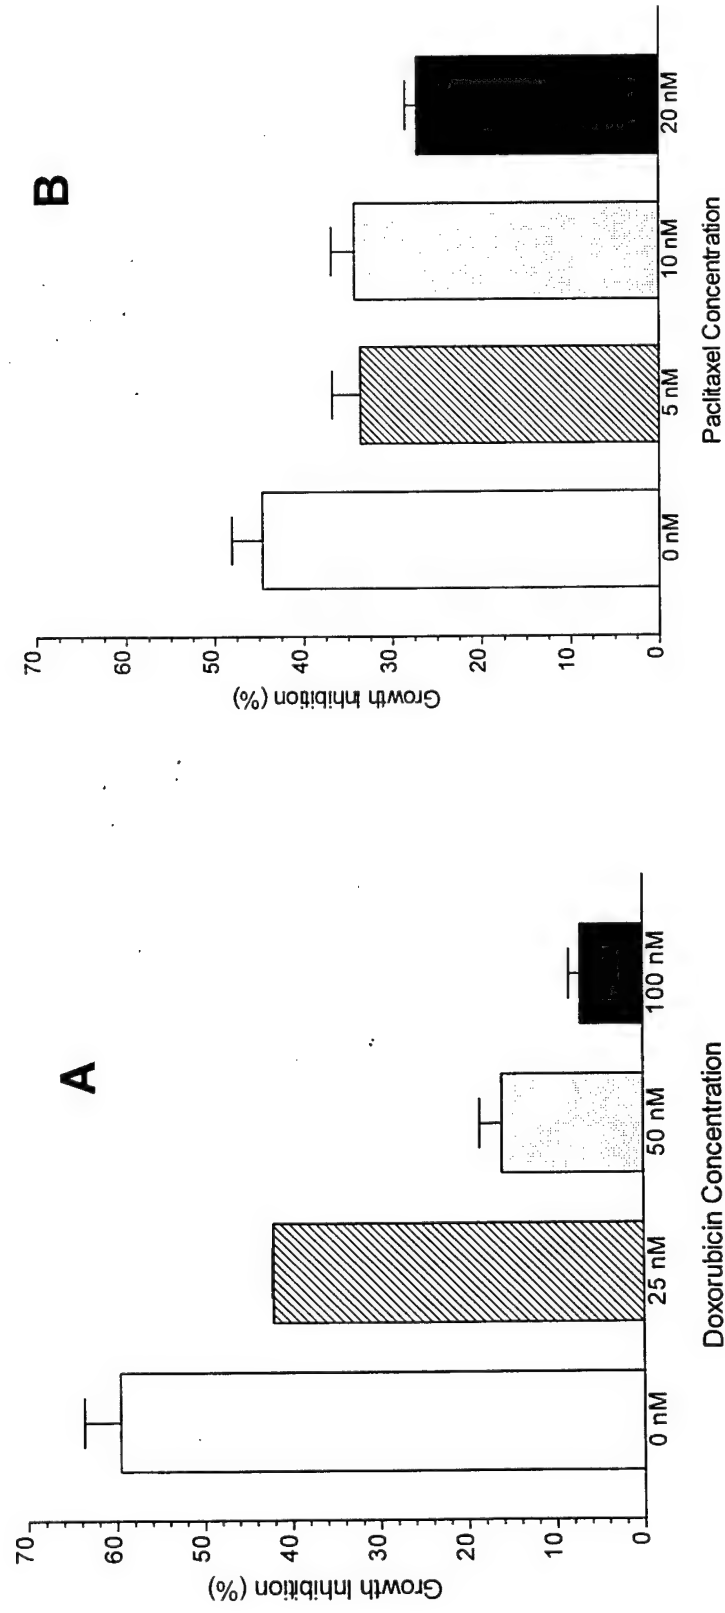 A
Growth Inhibition (%)
70
60
50
40
30
20
10
0
0 nM
25 nM
50 nM
100 nM
Doxorubicin Concentration
B
Growth Inhibition (%)
70
60
50
40
30
20
10
0
0 nM
5 nM
10 nM
20 nM
Paclitaxel Concentration